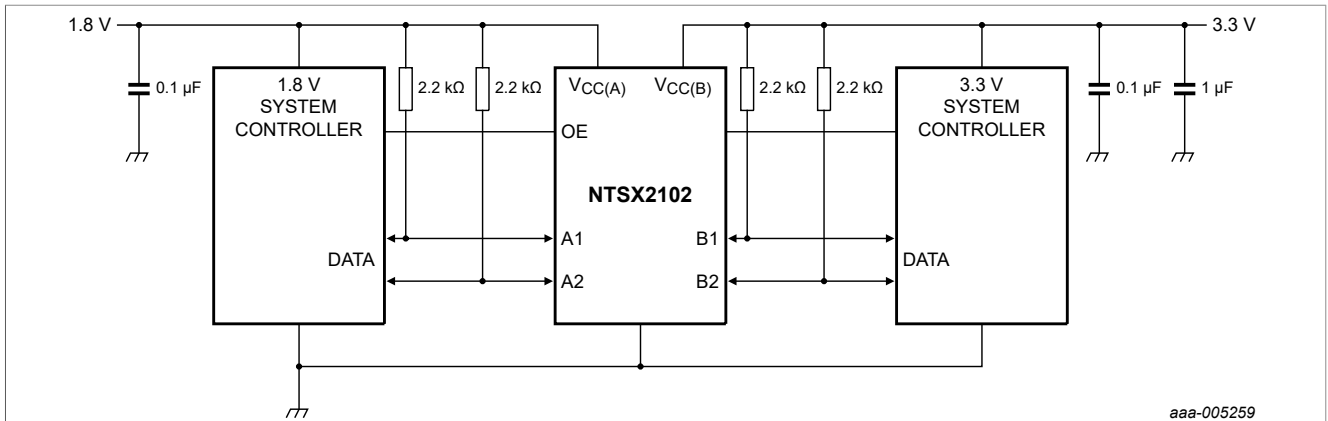 1.8 V
3.3 V
0.1 µF
1.8 V
SYSTEM
CONTROLLER
DATA
2.2 kΩ
2.2 kΩ
VCC(A)
VCC(B)
OE
NTSX2102
A1
A2
B1
B2
2.2 kΩ
2.2 kΩ
3.3 V
SYSTEM
CONTROLLER
DATA
0.1 µF
1 µF
aaa-005259